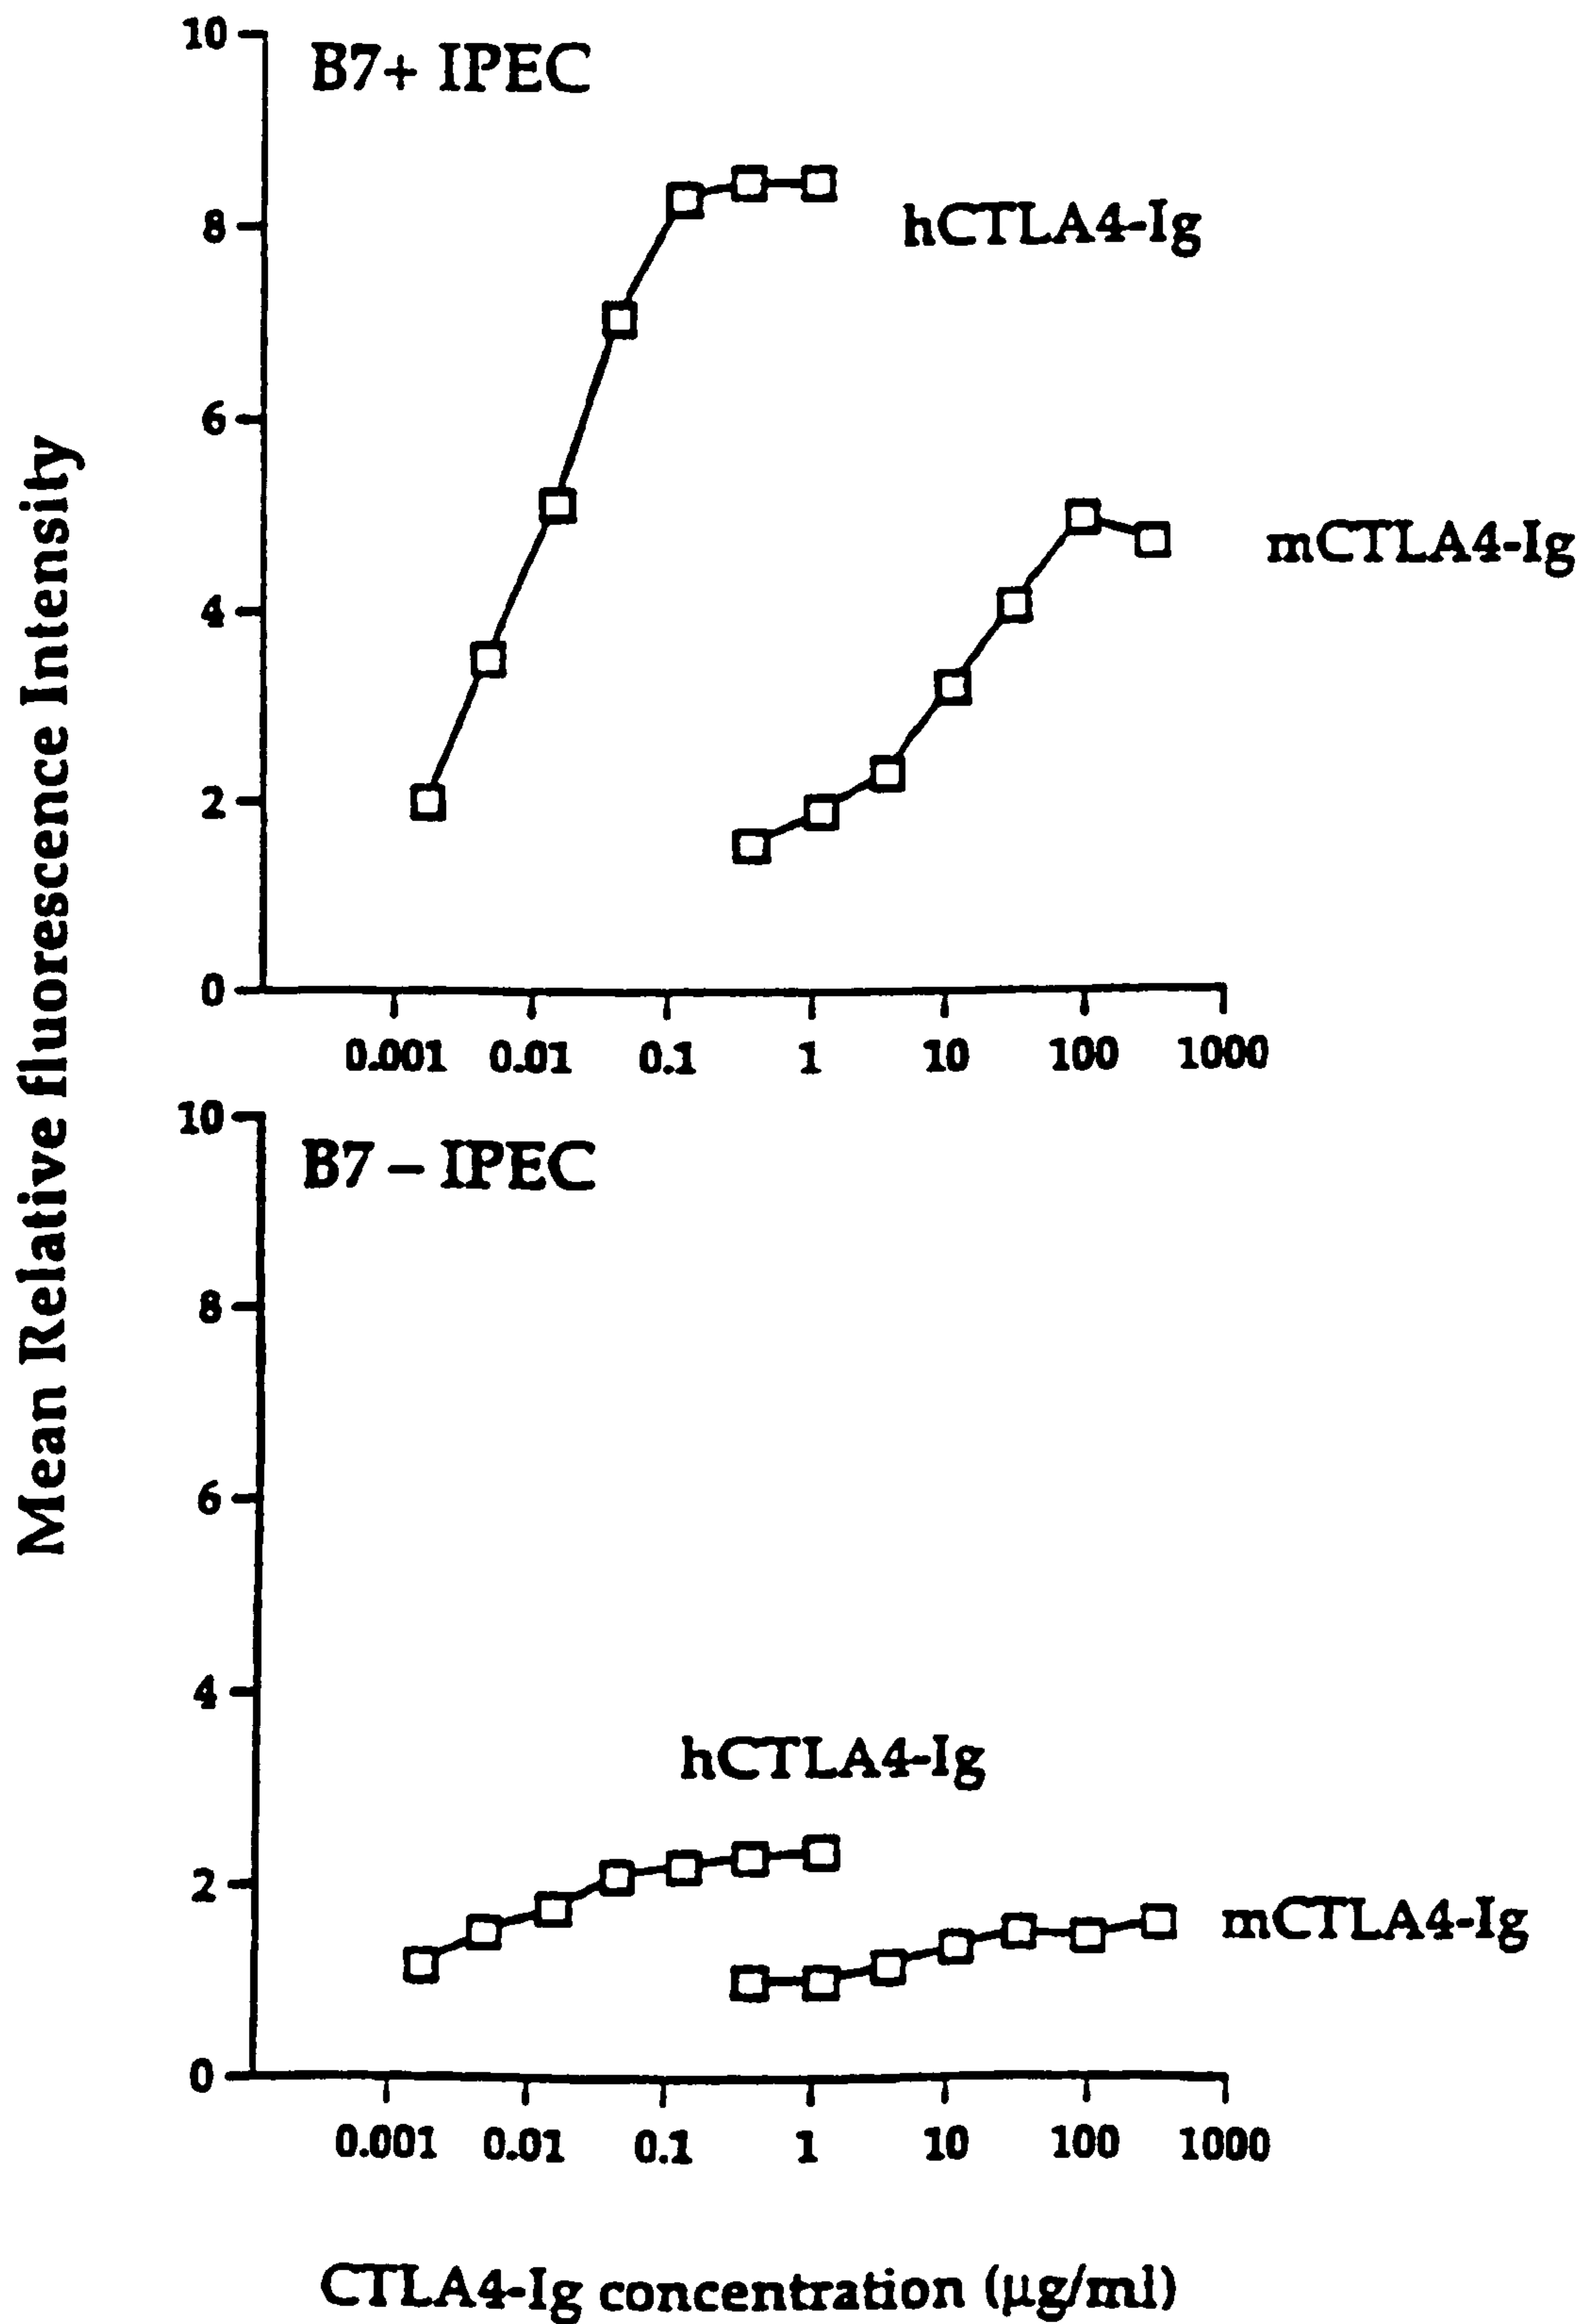 Mean Relative fluorescence Intensity
10
B7+ IPEC
8
hCTLA4-Ig
6
mCTLA4-Ig
4
2
0
0.001 0.01 0.1 1 10 100 1000
10
B7 – IPEC
8
6
4
hCTLA4-Ig
2
mCTLA4-Ig
0
0.001 0.01 0.1 1 10 100 1000
CTLA4-Ig concentration (µg/ml)